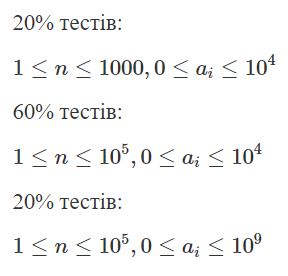 20% тестів:
1 ≤ n ≤ 1000, 0 ≤ aᵢ ≤ 10⁴
60% тестів:
1 ≤ n ≤ 10⁵, 0 ≤ aᵢ ≤ 10⁴
20% тестів:
1 ≤ n ≤ 10⁵, 0 ≤ aᵢ ≤ 10⁹